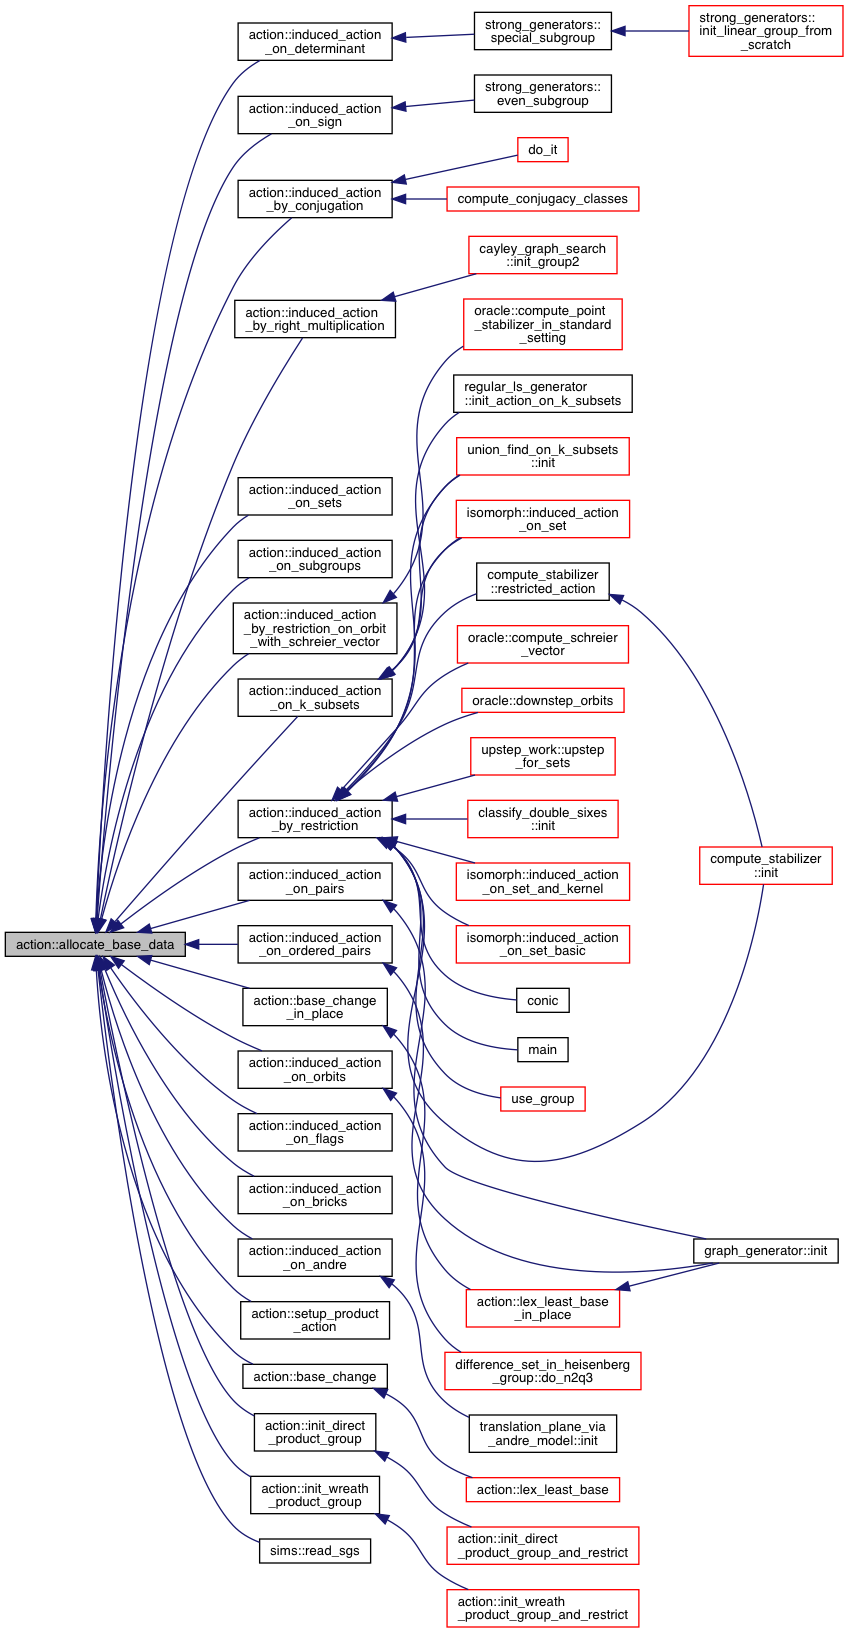 action::allocate_base_data
action::induced_action
_on_determinant
action::induced_action
_on_sign
action::induced_action
_by_conjugation
action::induced_action
_by_right_multiplication
action::induced_action
_on_sets
action::induced_action
_on_subgroups
action::induced_action
_by_restriction_on_orbit
_with_schreier_vector
action::induced_action
_on_k_subsets
action::induced_action
_by_restriction
action::induced_action
_on_pairs
action::induced_action
_on_ordered_pairs
action::base_change
_in_place
action::induced_action
_on_orbits
action::induced_action
_on_flags
action::induced_action
_on_bricks
action::induced_action
_on_andre
action::setup_product
_action
action::base_change
action::init_direct
_product_group
action::init_wreath
_product_group
sims::read_sgs
strong_generators::
special_subgroup
strong_generators::
even_subgroup
do_it
compute_conjugacy_classes
cayley_graph_search
::init_group2
oracle::compute_point
_stabilizer_in_standard
_setting
regular_ls_generator
::init_action_on_k_subsets
union_find_on_k_subsets
::init
isomorph::induced_action
_on_set
compute_stabilizer
::restricted_action
oracle::compute_schreier
_vector
oracle::downstep_orbits
upstep_work::upstep
_for_sets
classify_double_sixes
::init
isomorph::induced_action
_on_set_and_kernel
isomorph::induced_action
_on_set_basic
conic
main
use_group
action::lex_least_base
_in_place
difference_set_in_heisenberg
_group::do_n2q3
translation_plane_via
_andre_model::init
action::lex_least_base
action::init_direct
_product_group_and_restrict
action::init_wreath
_product_group_and_restrict
strong_generators::
init_linear_group_from
_scratch
compute_stabilizer
::init
graph_generator::init